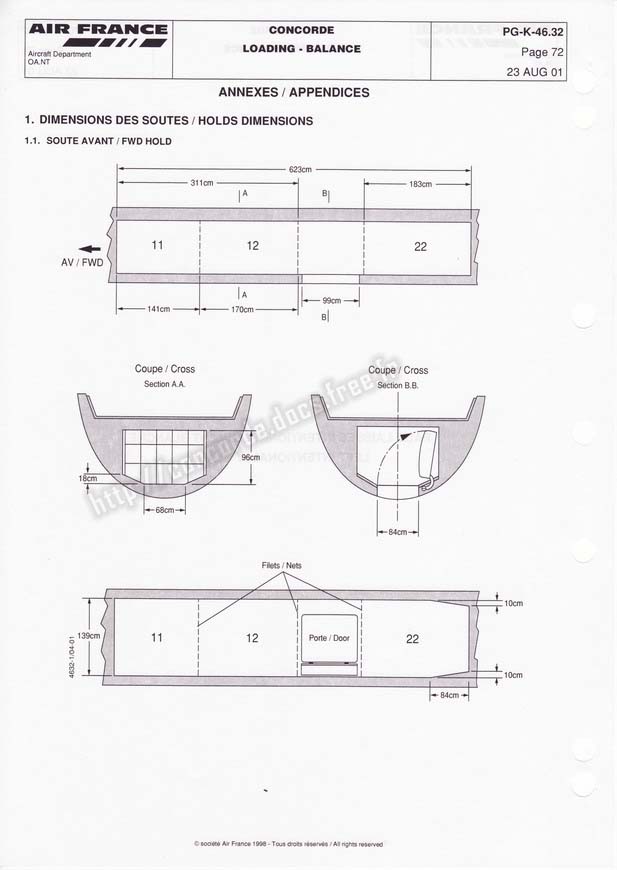 AIR FRANCE
Aircraft Department
OA.NT
CONCORDE
LOADING - BALANCE
PG-K-46.32
Page 72
23 AUG 01
ANNEXES / APPENDICES
1. DIMENSIONS DES SOUTES / HOLDS DIMENSIONS
1.1. SOUTE AVANT / FWD HOLD
623cm
311cm
A
B
183cm
11
12
22
AV / FWD
A
141cm
170cm
99cm
B
Coupe / Cross
Section A.A.
Coupe / Cross
Section B.B.
96cm
18cm
68cm
84cm
http://concorde.docs.free.fr
Filets / Nets
10cm
139cm
11
12
Porte / Door
22
10cm
84cm
4632-1/04-01
© société Air France 1998 - Tous droits réservés / All rights reserved